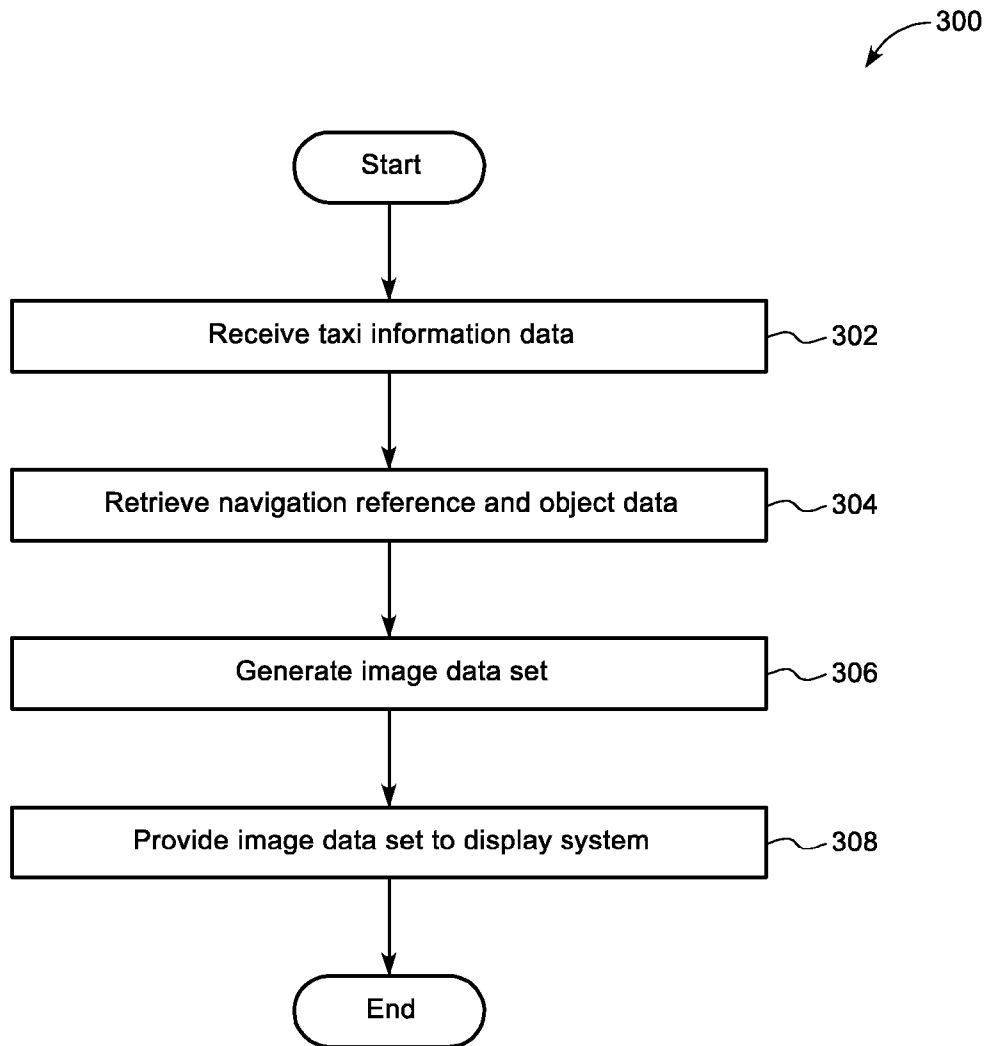 300
Start
Receive taxi information data
302
Retrieve navigation reference and object data
304
Generate image data set
306
Provide image data set to display system
308
End